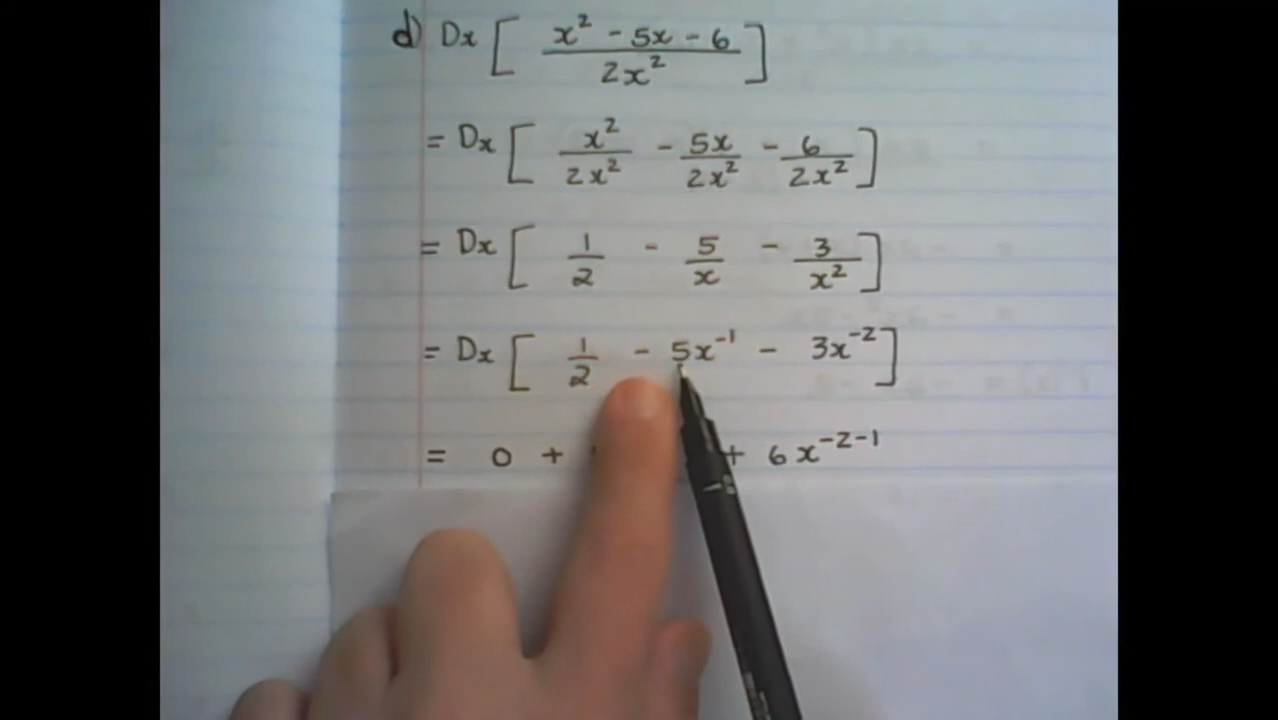 d) Dx [ (x² - 5x - 6) / 2x² ]
= Dx [ x²/2x² - 5x/2x² - 6/2x² ]
= Dx [ 1/2 - 5/x - 3/x² ]
= Dx [ 1/2 - 5x⁻¹ - 3x⁻² ]
= 0 + + 6x⁻²⁻¹